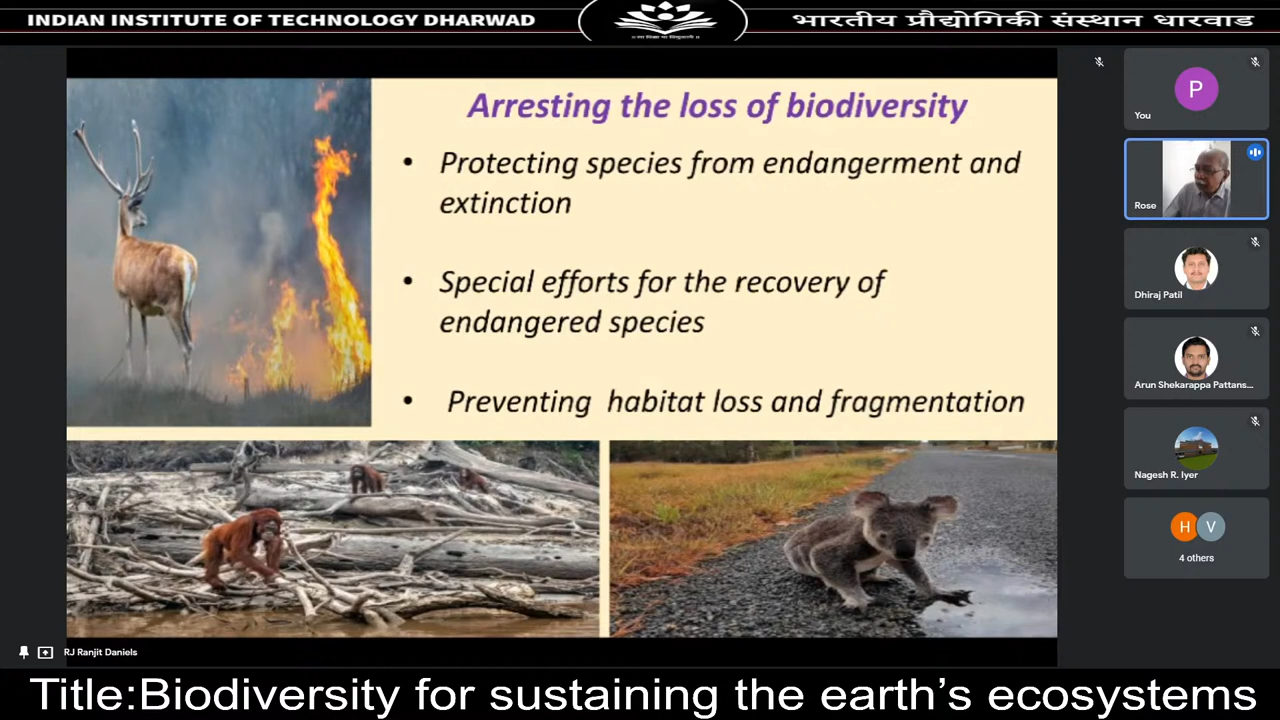 INDIAN INSTITUTE OF TECHNOLOGY DHARWAD
भारतीय प्रौद्योगिकी संस्थान धारवाड
Arresting the loss of biodiversity
• Protecting species from endangerment and
extinction
• Special efforts for the recovery of
endangered species
• Preventing habitat loss and fragmentation
P
You
Rose
Dhiraj Patil
Arun Shekarappa Pattans...
Nagesh R. Iyer
H V
4 others
RJ Ranjit Daniels
Title:Biodiversity for sustaining the earth's ecosystems